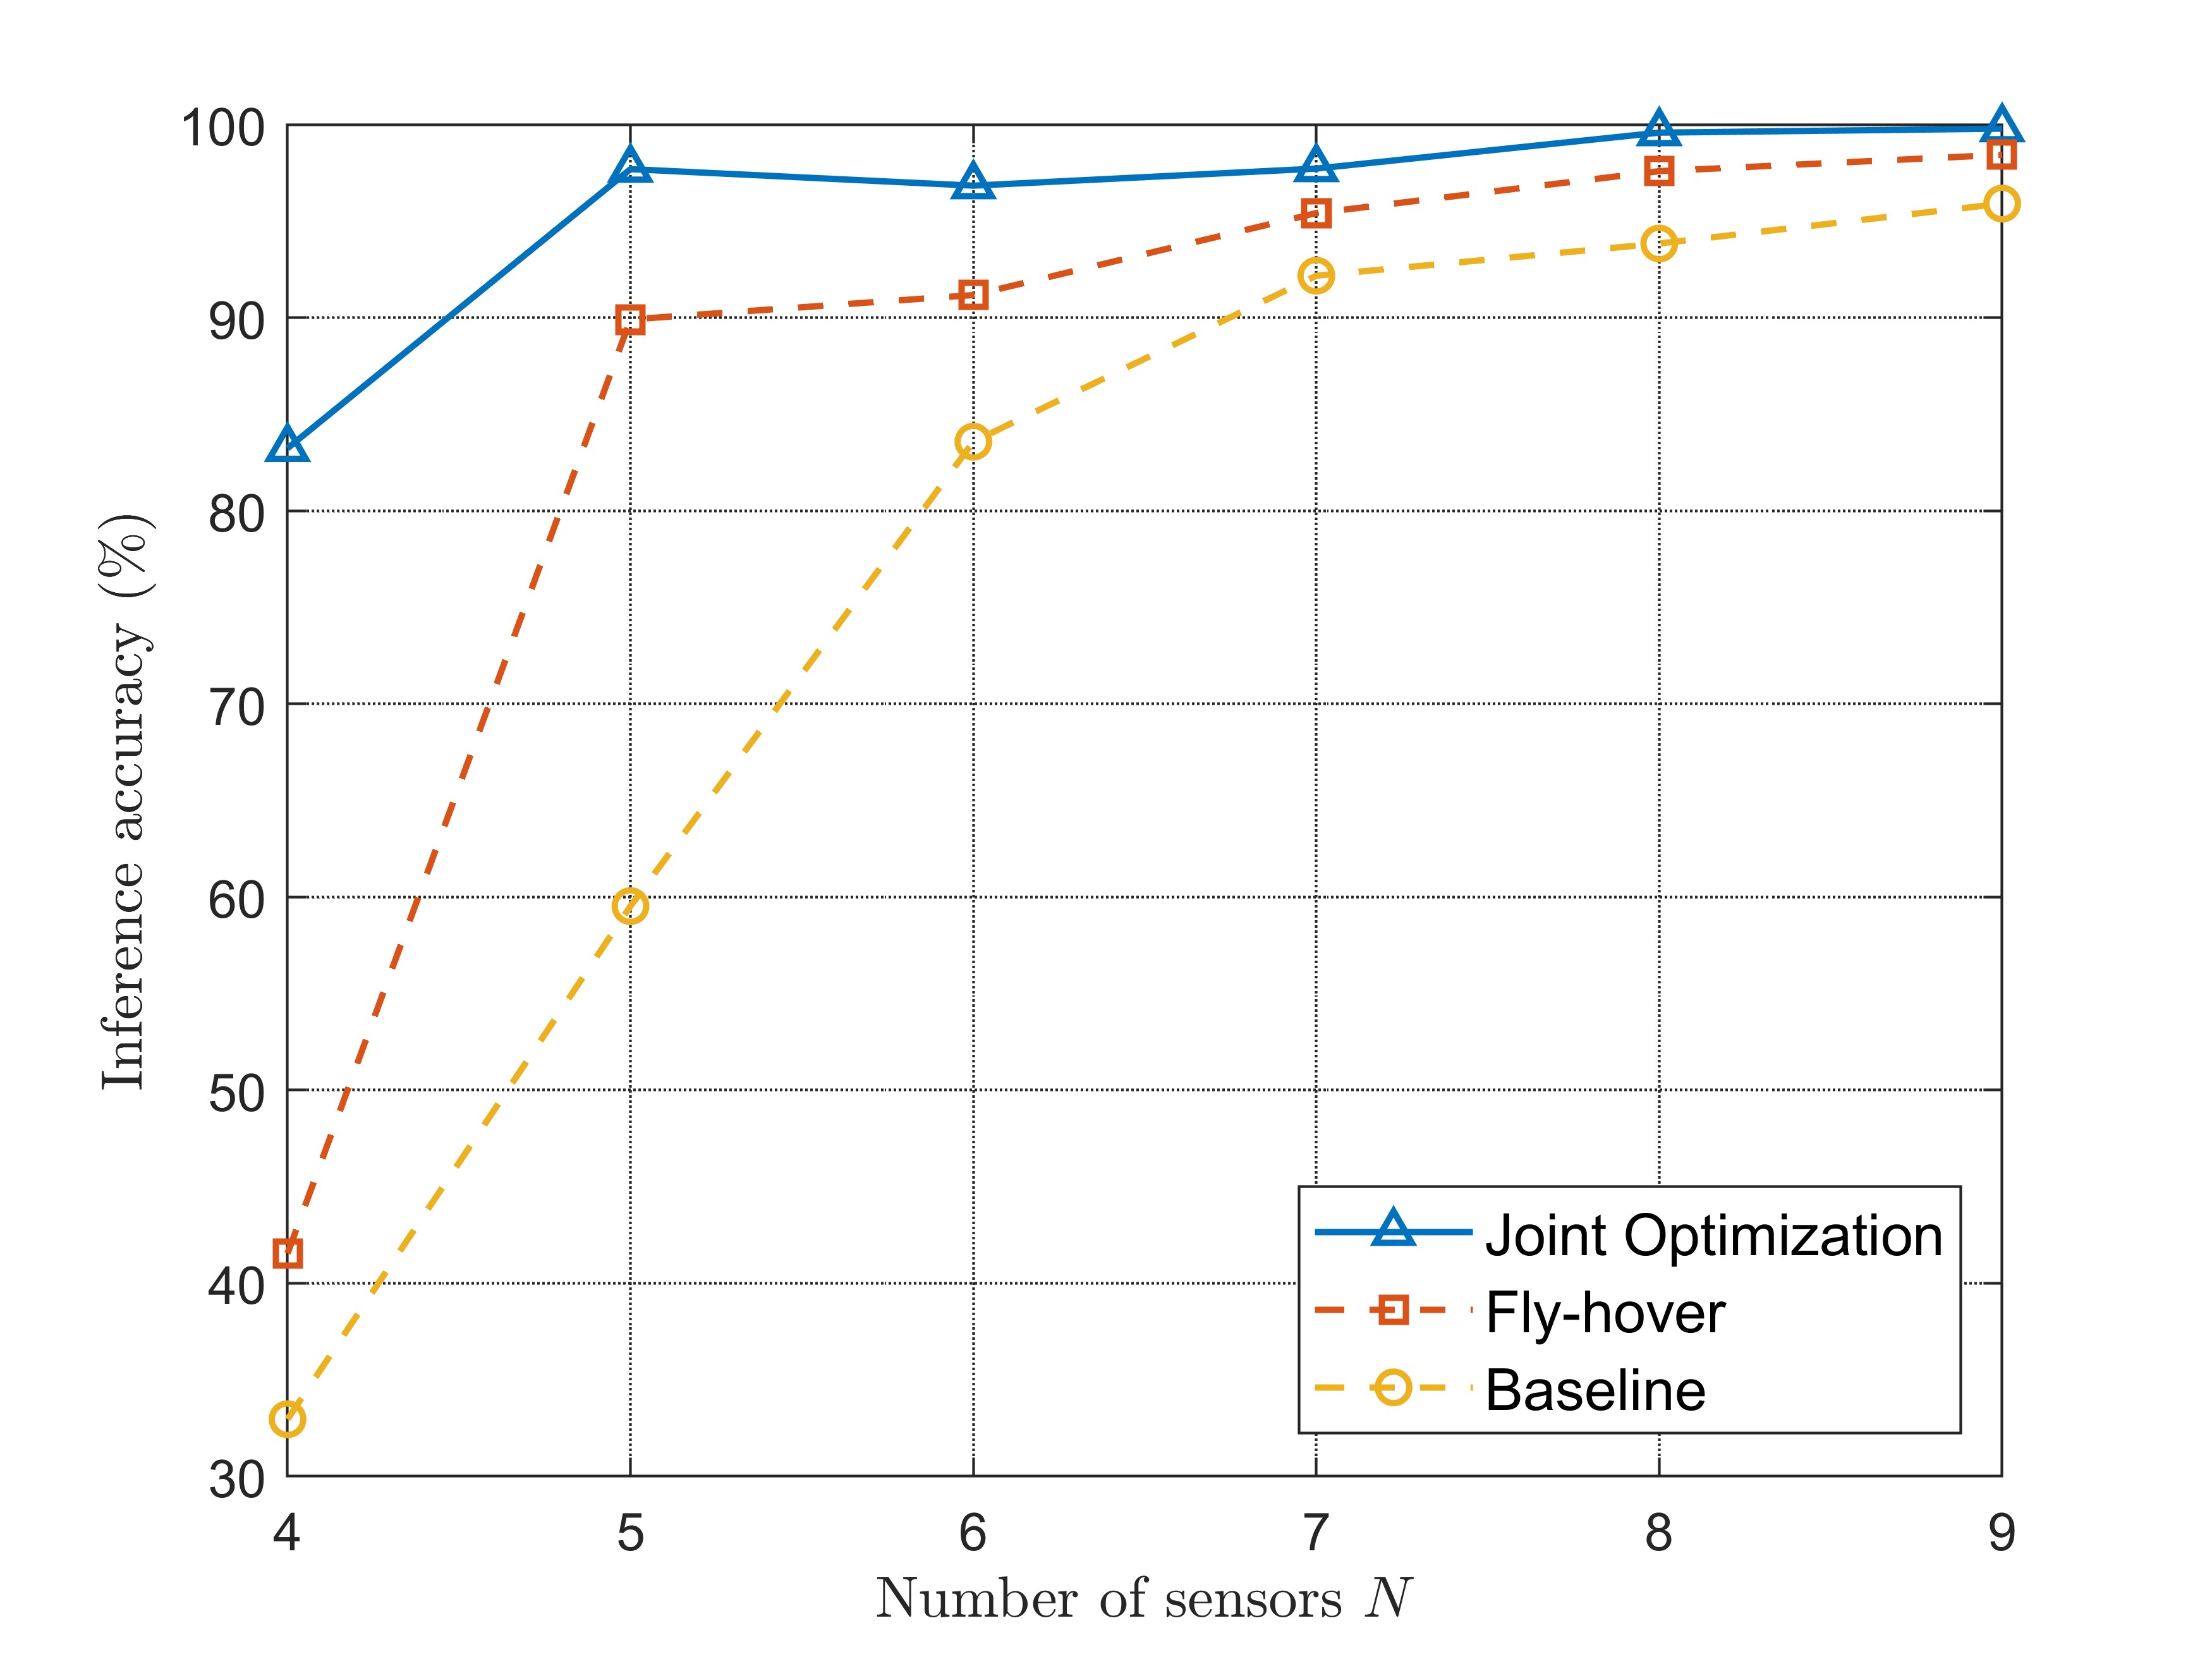 100
90
80
70
60
50
40
30
Inference accuracy (%)
4 5 6 7 8 9
Number of sensors N
Joint Optimization
Fly-hover
Baseline